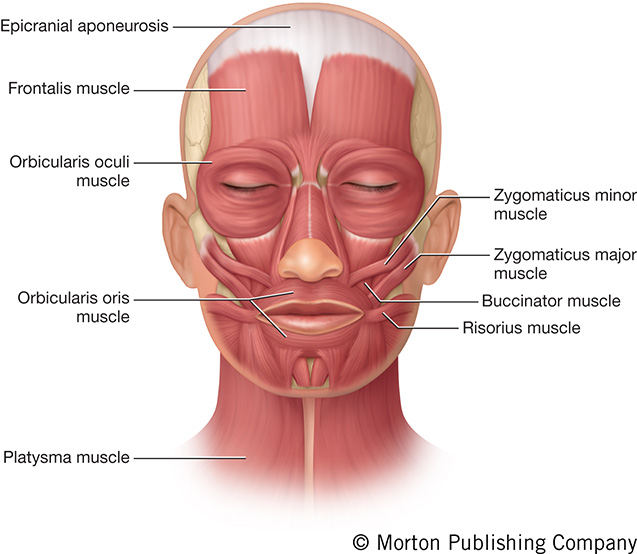 Epicranial aponeurosis
Frontalis muscle
Orbicularis oculi
muscle
Zygomaticus minor
muscle
Zygomaticus major
muscle
Orbicularis oris
muscle
Buccinator muscle
Risorius muscle
Platysma muscle
© Morton Publishing Company